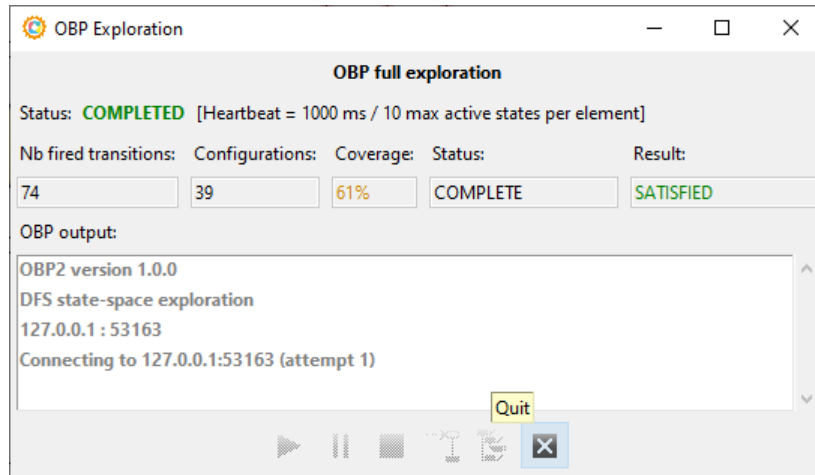 OBP Exploration
OBP full exploration
Status: COMPLETED [Heartbeat = 1000 ms / 10 max active states per element]
Nb fired transitions: Configurations: Coverage: Status: Result:
74 39 61% COMPLETE SATISFIED
OBP output:
OBP2 version 1.0.0
DFS state-space exploration
127.0.0.1 : 53163
Connecting to 127.0.0.1:53163 (attempt 1)
Quit